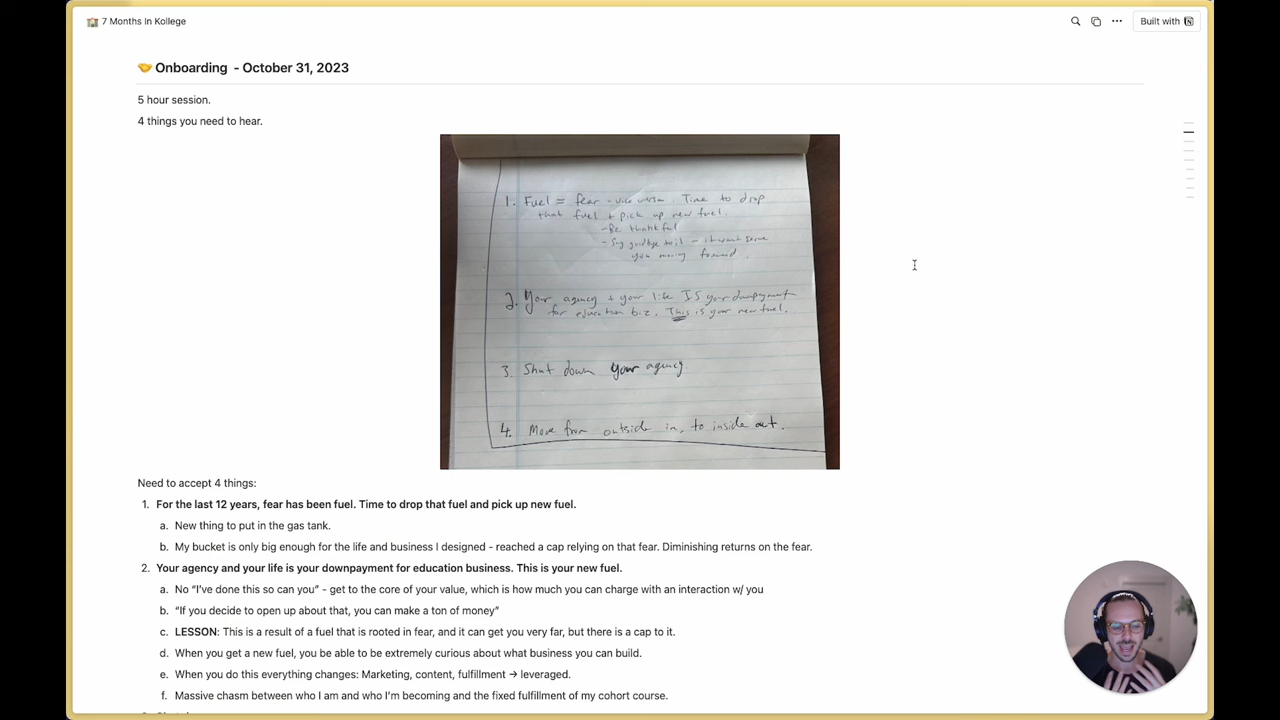 7 Months In Kollege
Built with
Onboarding - October 31, 2023
5 hour session.
4 things you need to hear.
1. Fuel = fear - vice versa. Time to drop
that fuel + pick up new fuel.
- Be thankful
- Say goodbye to it - it wont serve
you moving forward.
2. Your agency + your life IS your downpayment
for education biz. This is your new fuel.
3. Shut down your agency
4. Move from outside in, to inside out.
Need to accept 4 things:
1. For the last 12 years, fear has been fuel. Time to drop that fuel and pick up new fuel.
a. New thing to put in the gas tank.
b. My bucket is only big enough for the life and business I designed - reached a cap relying on that fear. Diminishing returns on the fear.
2. Your agency and your life is your downpayment for education business. This is your new fuel.
a. No “I’ve done this so can you” - get to the core of your value, which is how much you can charge with an interaction w/ you
b. “If you decide to open up about that, you can make a ton of money”
c. LESSON: This is a result of a fuel that is rooted in fear, and it can get you very far, but there is a cap to it.
d. When you get a new fuel, you be able to be extremely curious about what business you can build.
e. When you do this everything changes: Marketing, content, fulfillment → leveraged.
f. Massive chasm between who I am and who I'm becoming and the fixed fulfillment of my cohort course.